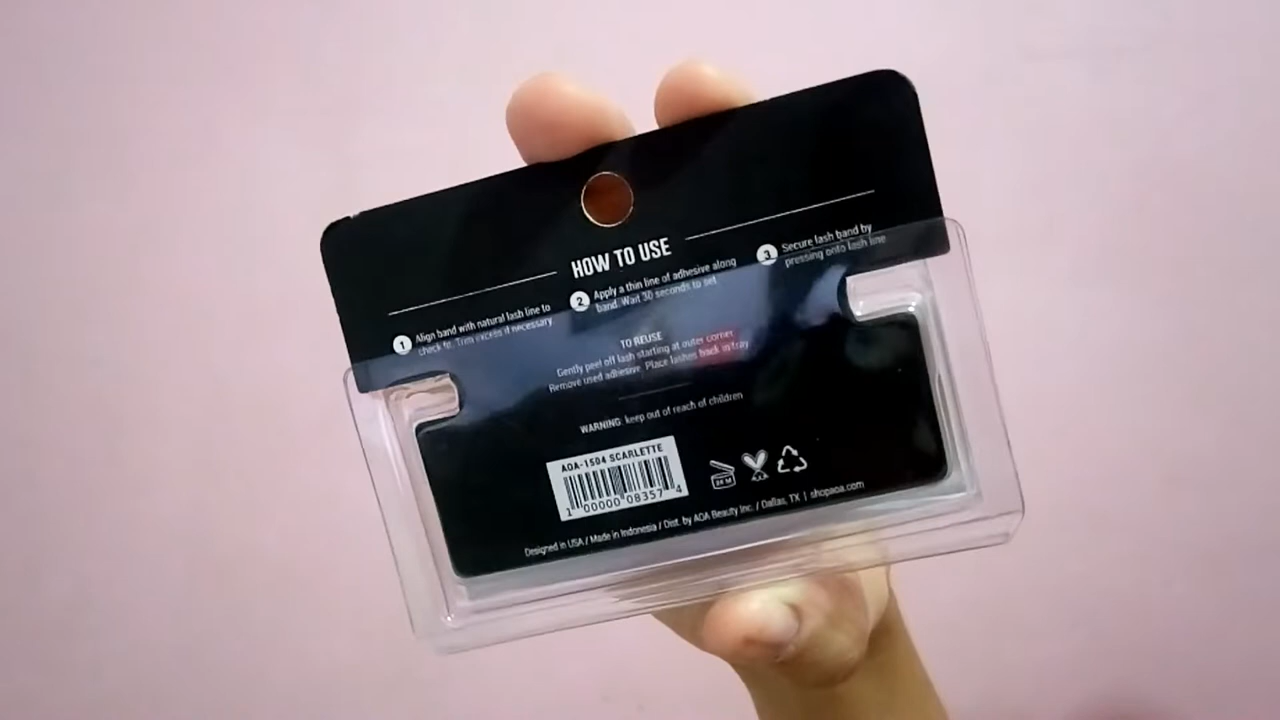 HOW TO USE
1 Align band with natural lash line to
check fit. Trim excess if necessary
2 Apply a thin line of adhesive along
band. Wait 30 seconds to set
3 Secure lash band by
pressing onto lash line
TO REUSE
Gently peel off lash starting at outer corner
Remove used adhesive. Place lashes back in tray
WARNING: keep out of reach of children
AOA-1504 SCARLETTE
1 00000 08357 4
24 M
Designed in USA / Made in Indonesia / Dist. by AOA Beauty Inc. / Dallas, TX | shopaoa.com